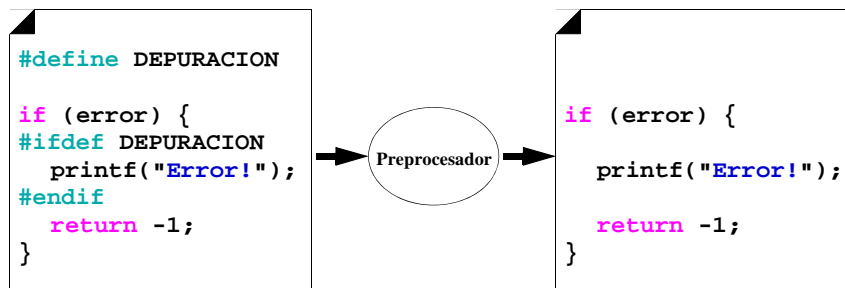 #define DEPURACION
if (error) {
#ifdef DEPURACION
printf("Error!");
#endif
return -1;
}
Preprocesador
if (error) {
printf("Error!");
return -1;
}